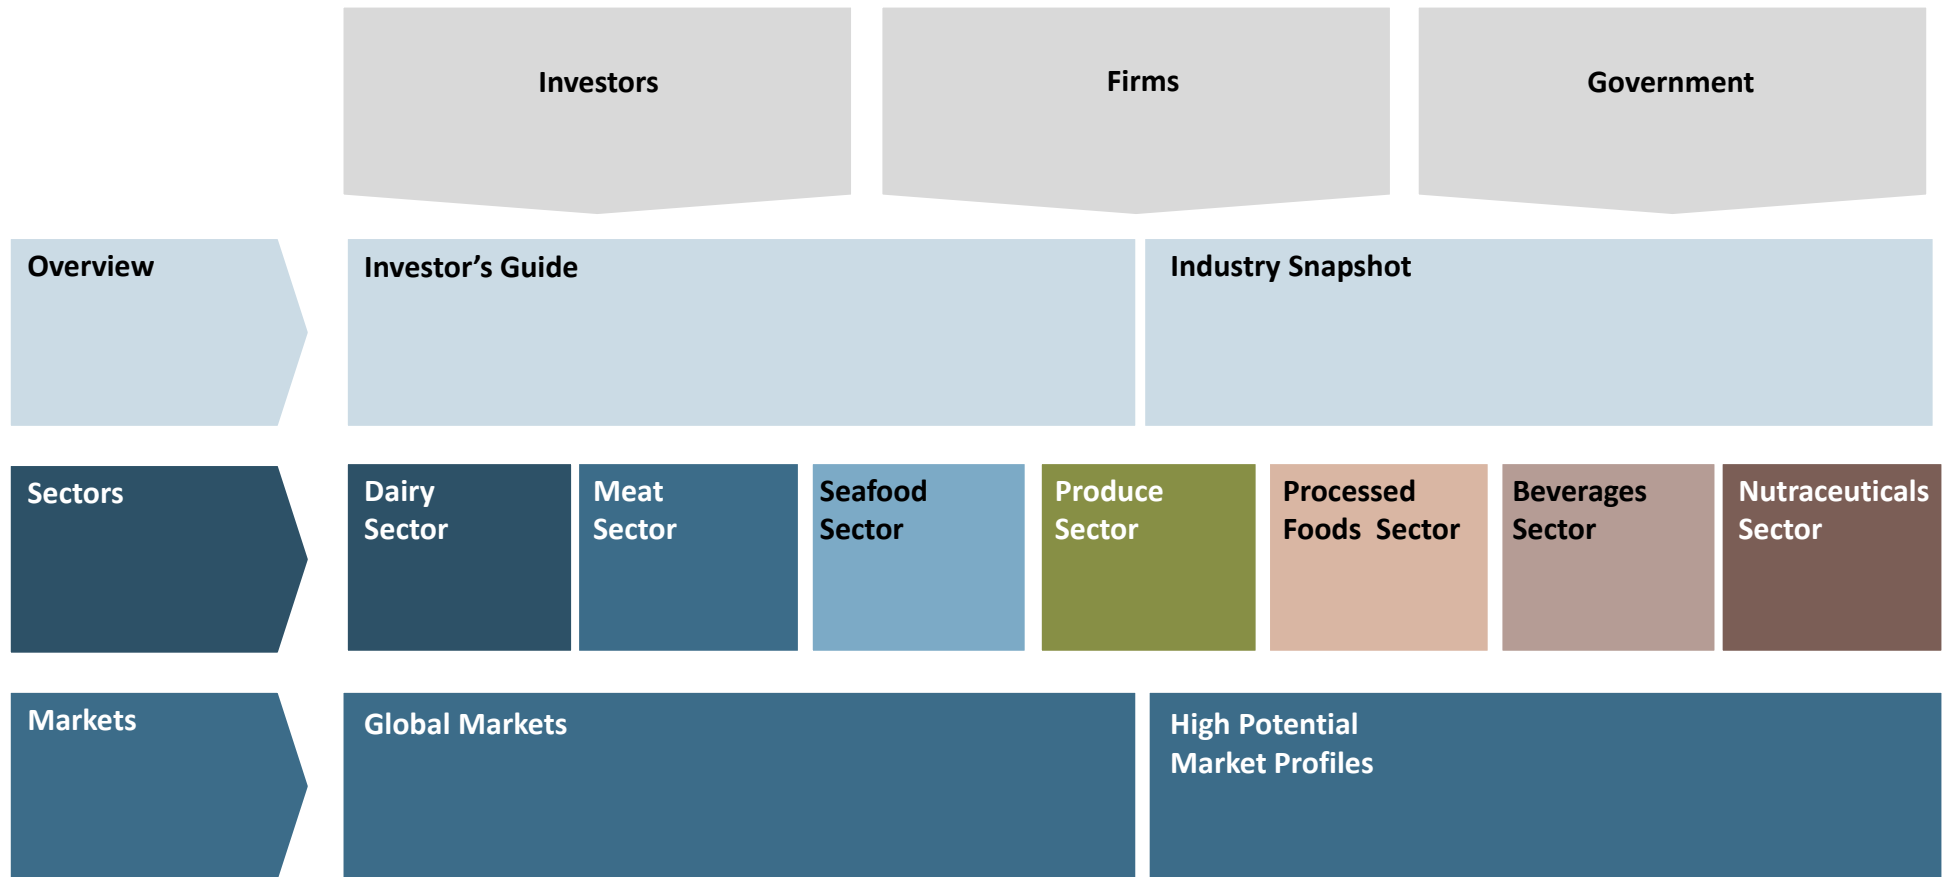 Investors
Firms
Government
Overview
Investor’s Guide
Industry Snapshot
Sectors
Dairy
Sector
Meat
Sector
Seafood
Sector
Produce
Sector
Processed
Foods  Sector
Beverages
Sector
Nutraceuticals
Sector
Markets
Global Markets
High Potential
Market Profiles